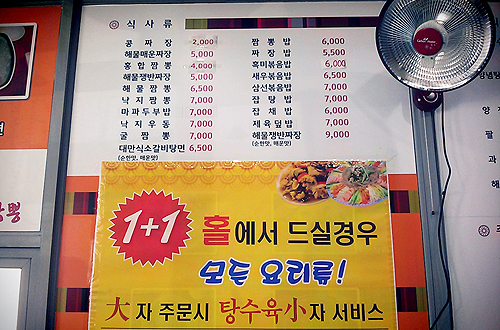 식사류
콩짜장 2,000
해물매운짜장 5,000
홍합짬뽕 4,000
해물쟁반짜장 5,000
해물짬뽕 6,500
낙지짬뽕 7,000
마파두부밥 7,000
낙지우동 7,000
굴짬뽕 7,000
대만식소갈비탕면 6,500
(순한맛, 매운맛)
짬뽕밥 6,000
짜장밥 5,500
흑미볶음밥 6,000
새우볶음밥 6,500
삼선볶음밥 7,000
잡탕밥 7,000
잡채밥 6,000
제육덮밥 7,000
해물쟁반짜장 9,000
(순한맛, 매운맛)
1+1 홀에서 드실경우
모든 요리류!
大자 주문시 탕수육小자 서비스